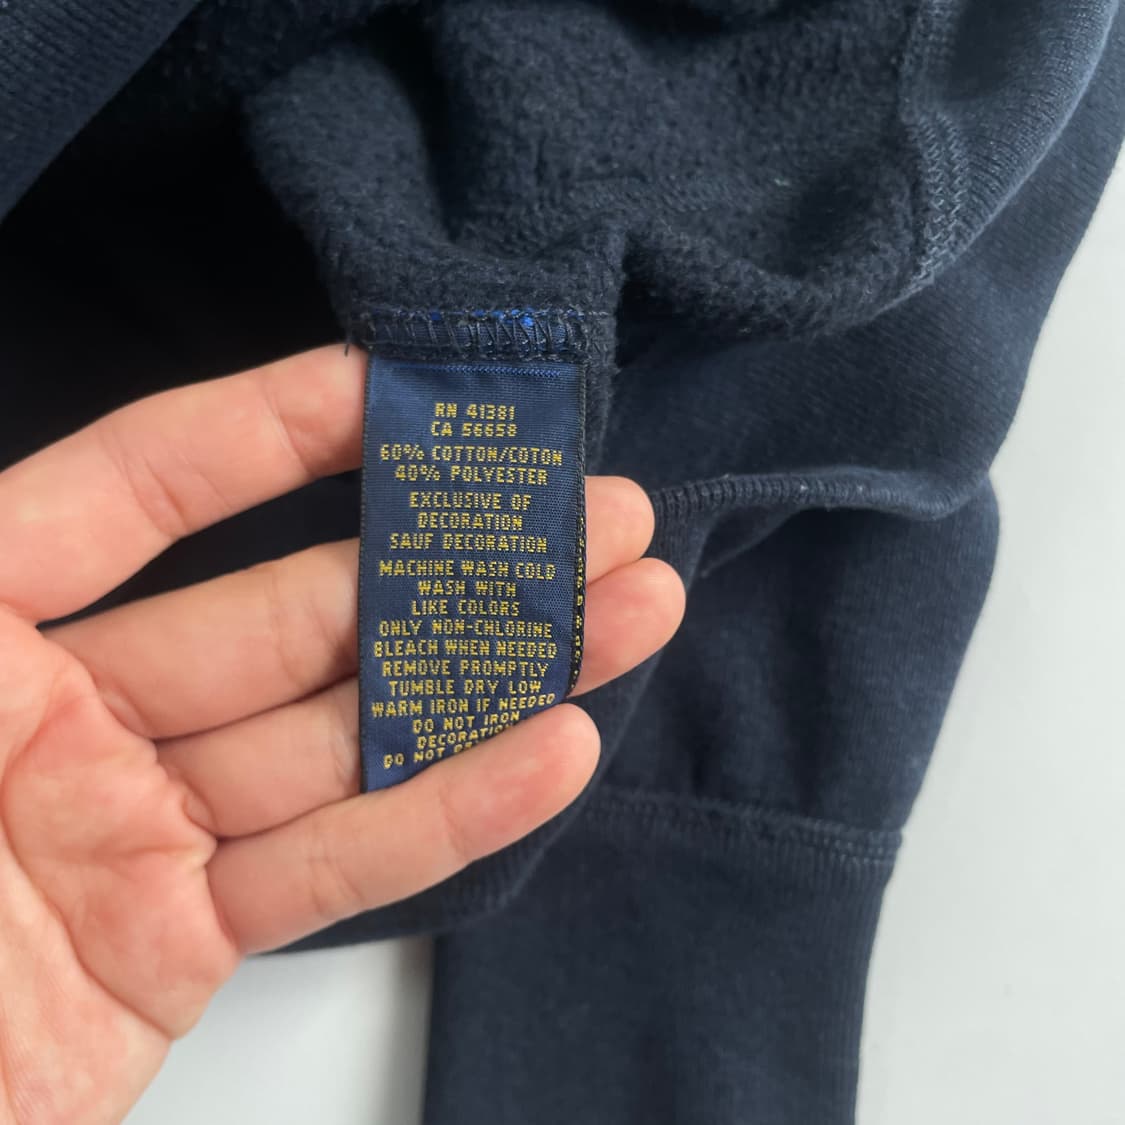 RN 41381
CA 56658
60% COTTON/COTON
40% POLYESTER
EXCLUSIVE OF
DECORATION
SAUF DECORATION
MACHINE WASH COLD
WASH WITH
LIKE COLORS
ONLY NON-CHLORINE
BLEACH WHEN NEEDED
REMOVE PROMPTLY
TUMBLE DRY LOW
WARM IRON IF NEEDED
DO NOT IRON
DECORATION
DO NOT